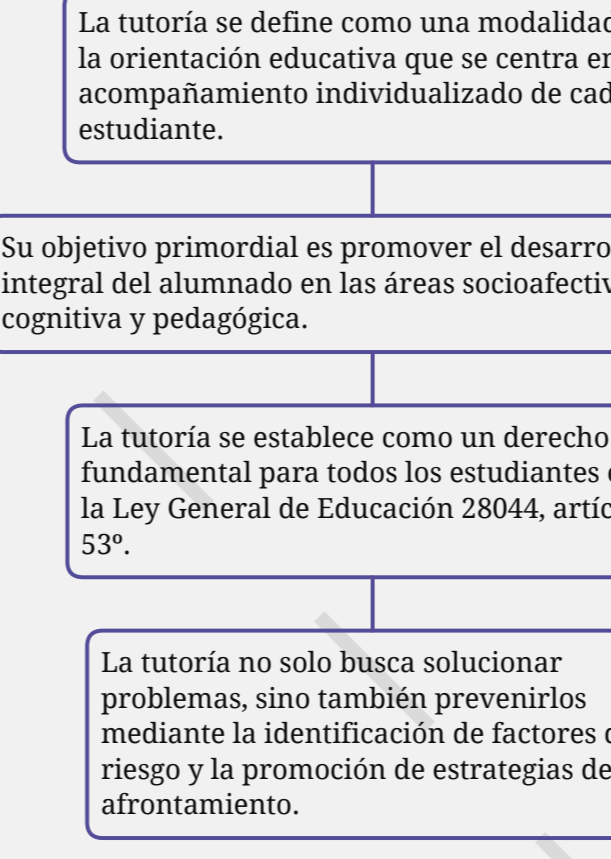 La tutoría se define como una modalidad
la orientación educativa que se centra en
acompañamiento individualizado de cad
estudiante.
Su objetivo primordial es promover el desarro
integral del alumnado en las áreas socioafectiv
cognitiva y pedagógica.
La tutoría se establece como un derecho
fundamental para todos los estudiantes
la Ley General de Educación 28044, artíc
53º.
La tutoría no solo busca solucionar
problemas, sino también prevenirlos
mediante la identificación de factores
riesgo y la promoción de estrategias de
afrontamiento.